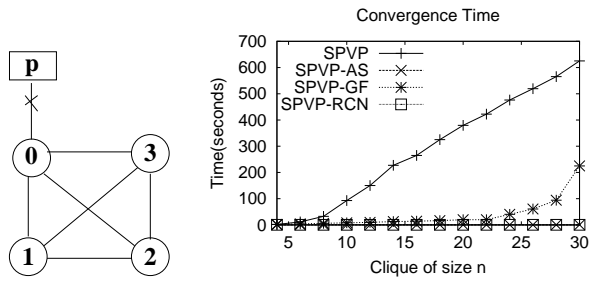 p
0
3
1
2
Convergence Time
Time(seconds)
700
600
500
400
300
200
100
0
SPVP
SPVP-AS
SPVP-GF
SPVP-RCN
5 10 15 20 25 30
Clique of size n